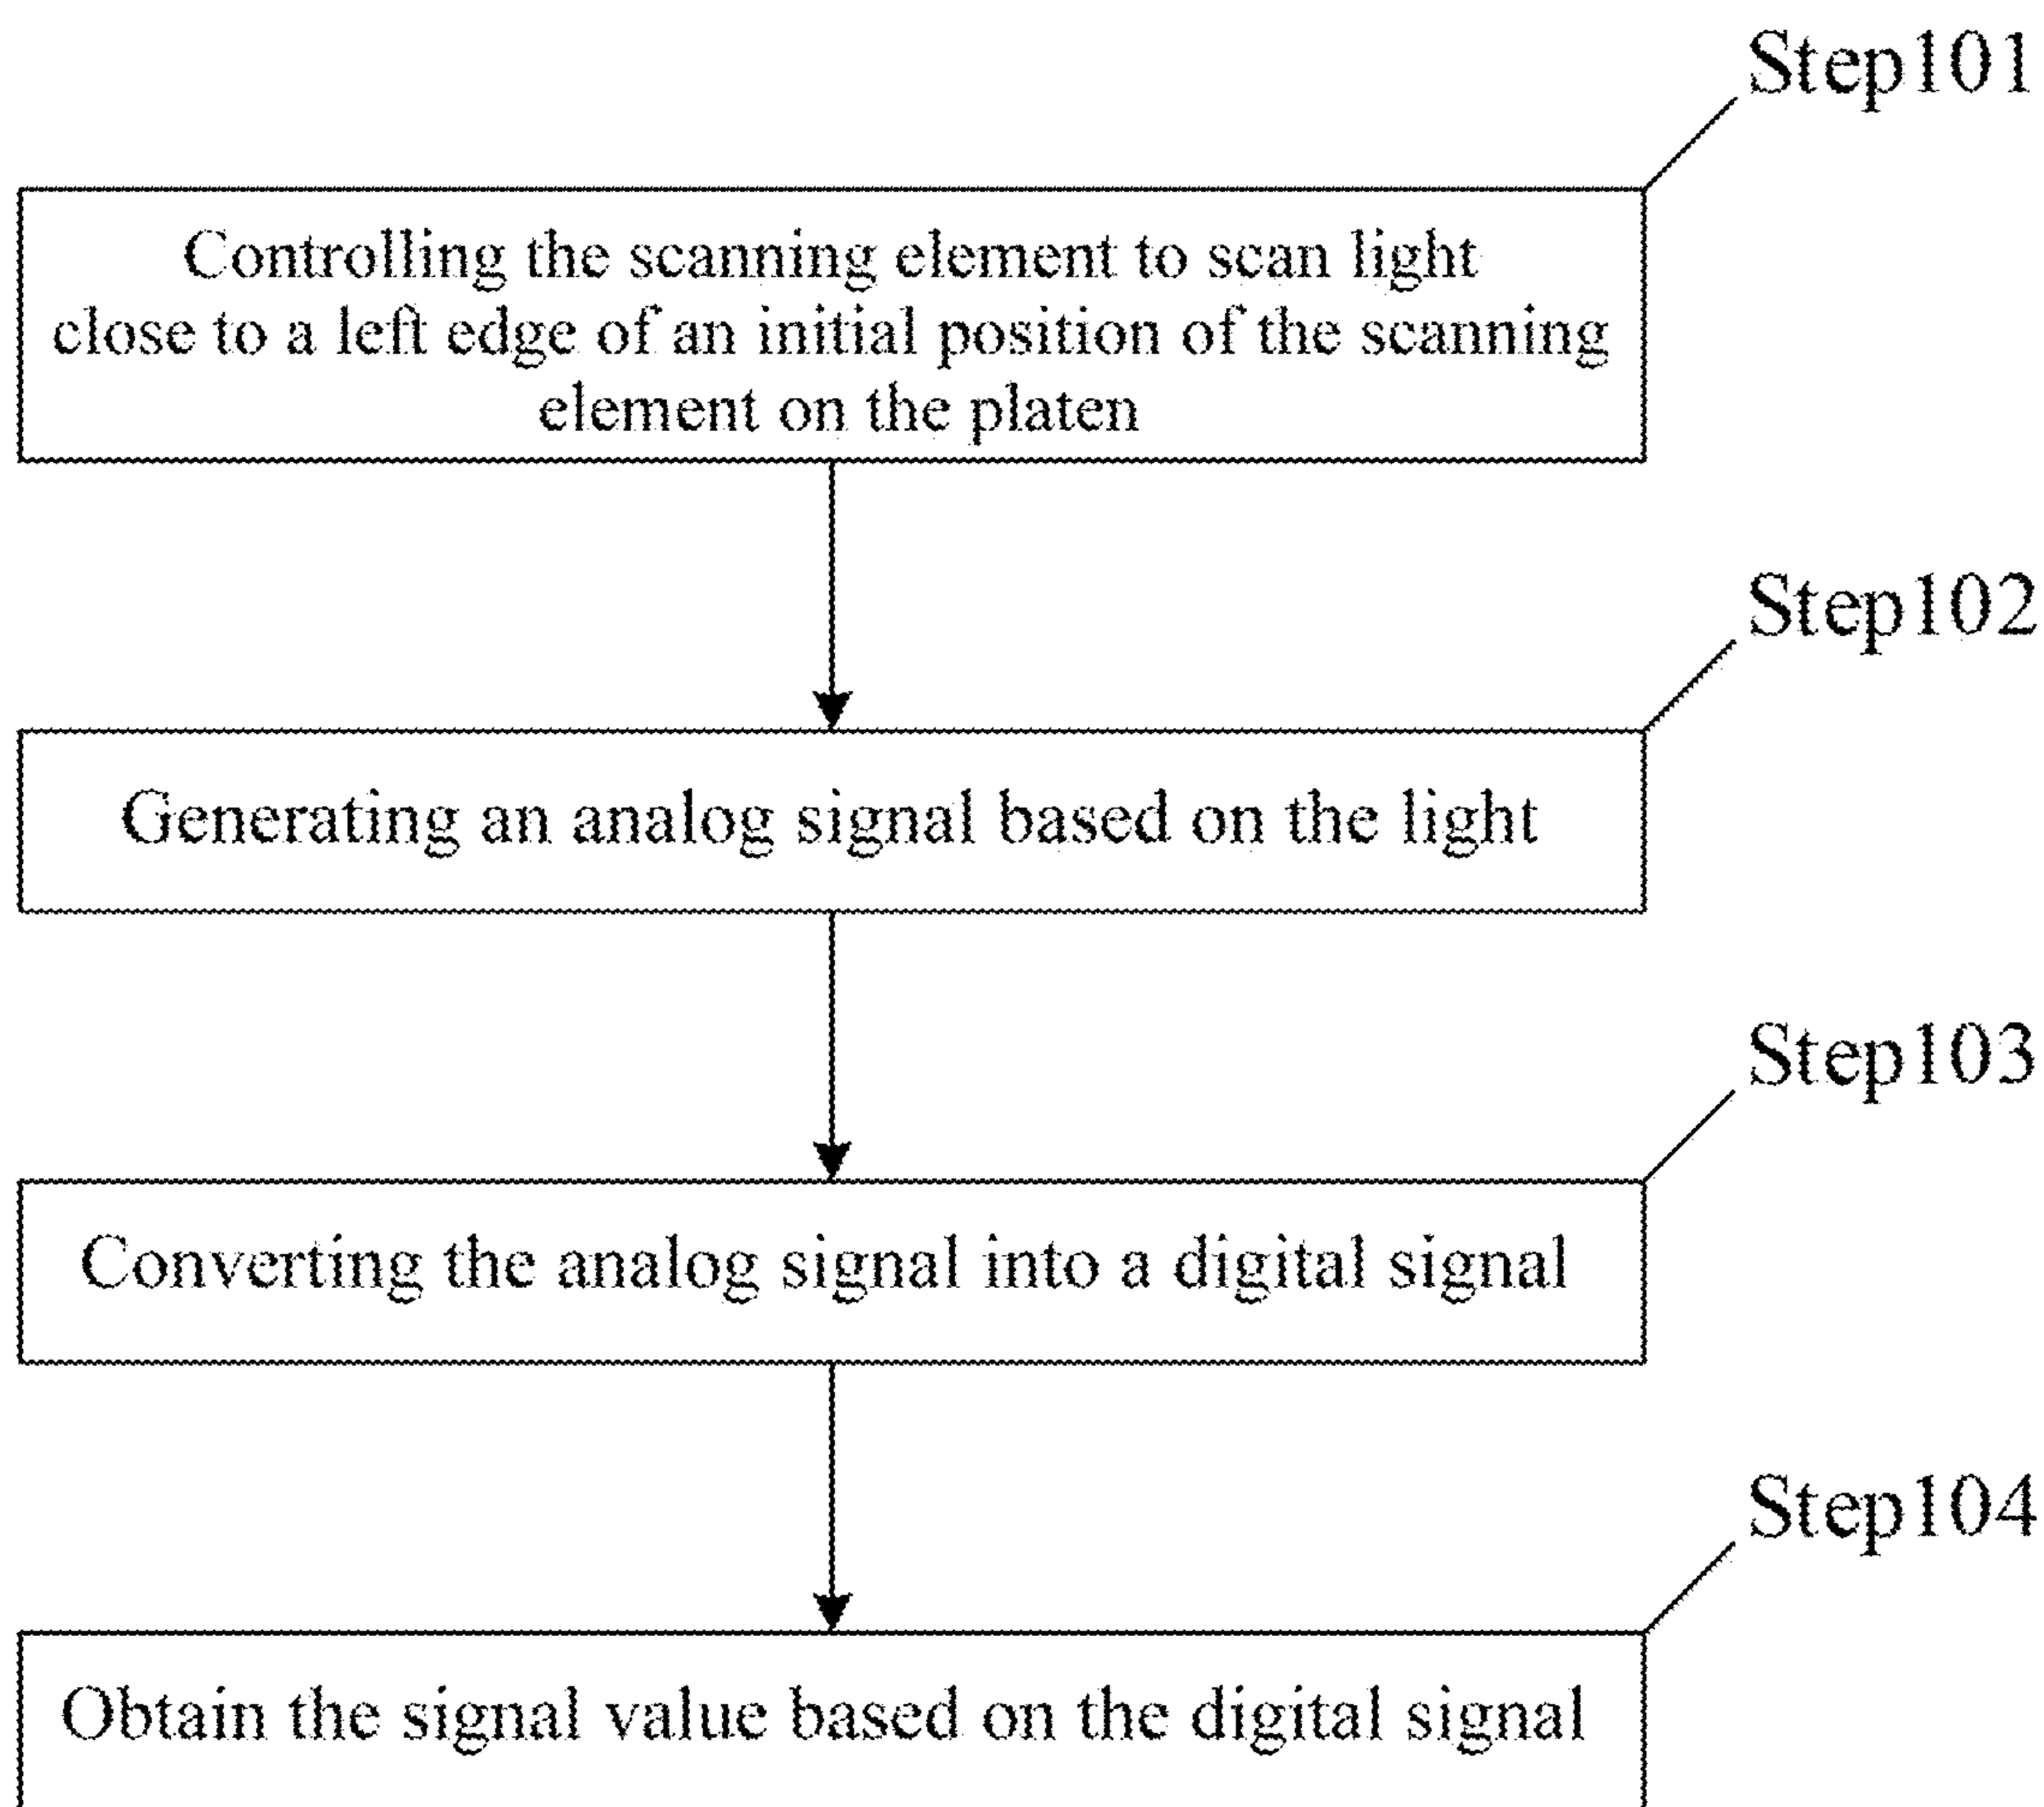 Step101
Controlling the scanning element to scan light
close to a left edge of an initial position of the scanning
element on the platen
Step102
Generating an analog signal based on the light
Step103
Converting the analog signal into a digital signal
Step104
Obtain the signal value based on the digital signal